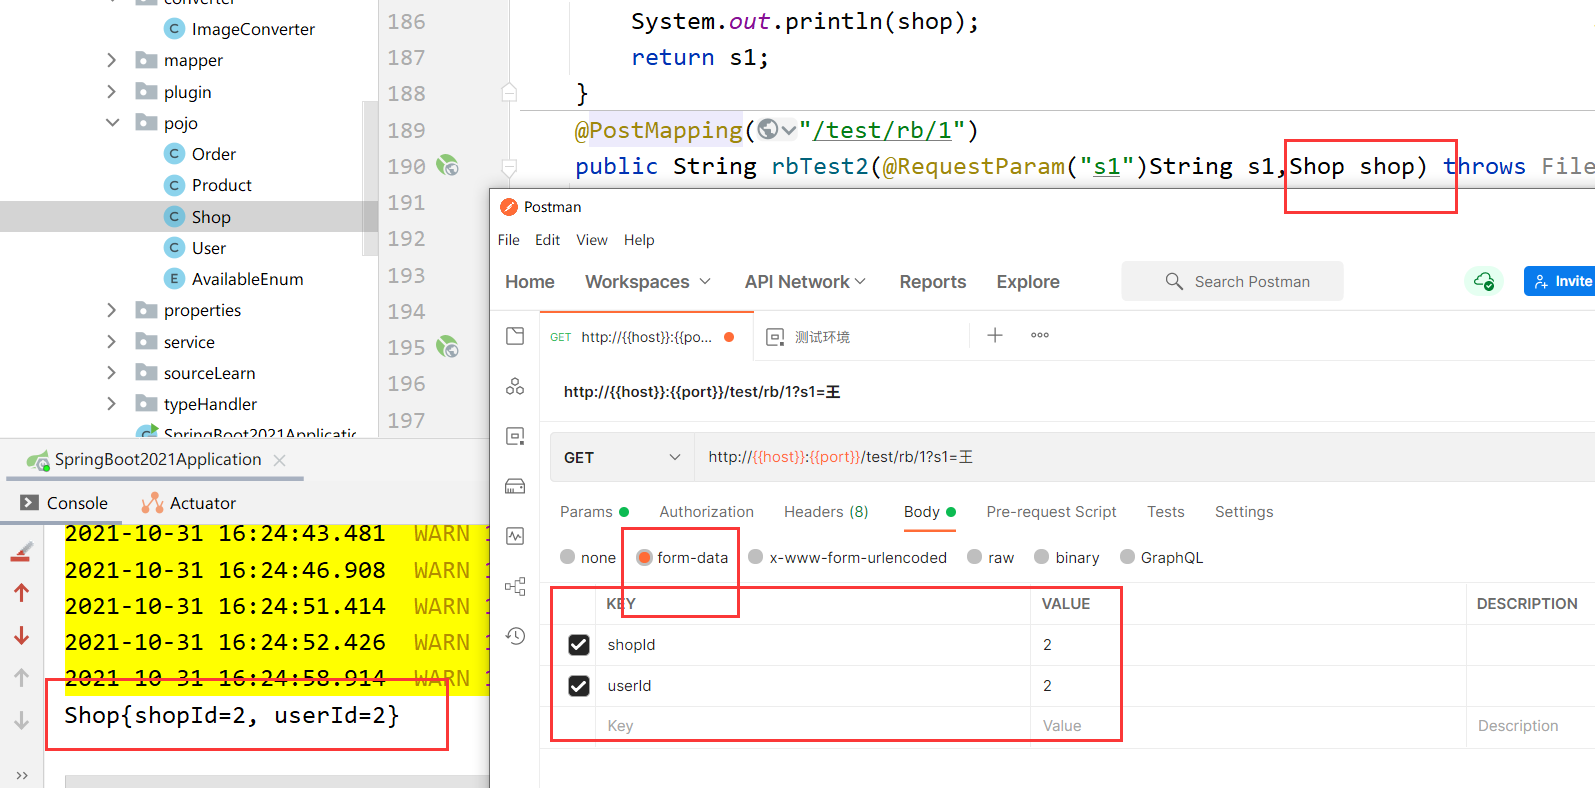 converter
ImageConverter
mapper
plugin
pojo
Order
Product
Shop
User
AvailableEnum
properties
service
sourceLearn
typeHandler
SpringBoot2021Applicatic
186 System.out.println(shop);
187 return s1;
188 }
189 @PostMapping("/test/rb/1")
190 public String rbTest2(@RequestParam("s1")String s1,Shop shop) throws File
191
192
193
194
195
196
197
Postman
File Edit View Help
Home Workspaces API Network Reports Explore Search Postman Invite
GET http://{{host}}:{{po... 测试环境
http://{{host}}:{{port}}/test/rb/1?s1=王
GET http://{{host}}:{{port}}/test/rb/1?s1=王
Params Authorization Headers (8) Body Pre-request Script Tests Settings
none form-data x-www-form-urlencoded raw binary GraphQL
KEY VALUE DESCRIPTION
shopId 2
userId 2
Key Value Description
SpringBoot2021Application
Console Actuator
2021-10-31 16:24:43.481 WARN 1
2021-10-31 16:24:46.908 WARN 1
2021-10-31 16:24:51.414 WARN 1
2021-10-31 16:24:52.426 WARN 1
2021-10-31 16:24:58.914 WARN 1
Shop{shopId=2, userId=2}